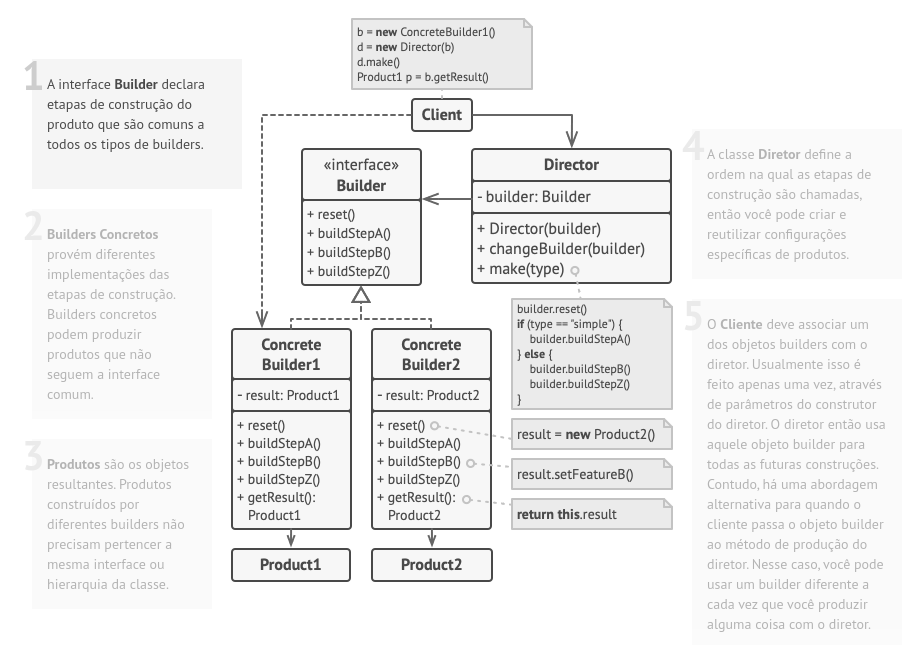 b = new ConcreteBuilder1()
d = new Director(b)
d.make()
Product1 p = b.getResult()
Client
1
A interface Builder declara
etapas de construção do
produto que são comuns a
todos os tipos de builders.
«interface»
Builder
+ reset()
+ buildStepA()
+ buildStepB()
+ buildStepZ()
Director
- builder: Builder
+ Director(builder)
+ changeBuilder(builder)
+ make(type)
4
A classe Diretor define a
ordem na qual as etapas de
construção são chamadas,
então você pode criar e
reutilizar configurações
específicas de produtos.
2
Builders Concretos
provém diferentes
implementações das
etapas de construção.
Builders concretos
podem produzir
produtos que não
seguem a interface
comum.
builder.reset()
if (type == "simple") {
builder.buildStepA()
} else {
builder.buildStepB()
builder.buildStepZ()
}
Concrete
Builder1
- result: Product1
+ reset()
+ buildStepA()
+ buildStepB()
+ buildStepZ()
+ getResult():
Product1
Concrete
Builder2
- result: Product2
+ reset()
+ buildStepA()
+ buildStepB()
+ buildStepZ()
+ getResult():
Product2
result = new Product2()
result.setFeatureB()
return this.result
Product1
Product2
3
Produtos são os objetos
resultantes. Produtos
construídos por
diferentes builders não
precisam pertencer a
mesma interface ou
hierarquia da classe.
5
O Cliente deve associar um
dos objetos builders com o
diretor. Usualmente isso é
feito apenas uma vez, através
de parâmetros do construtor
do diretor. O diretor então usa
aquele objeto builder para
todas as futuras construções.
Contudo, há uma abordagem
alternativa para quando o
cliente passa o objeto builder
ao método de produção do
diretor. Nesse caso, você pode
usar um builder diferente a
cada vez que você produzir
alguma coisa com o diretor.